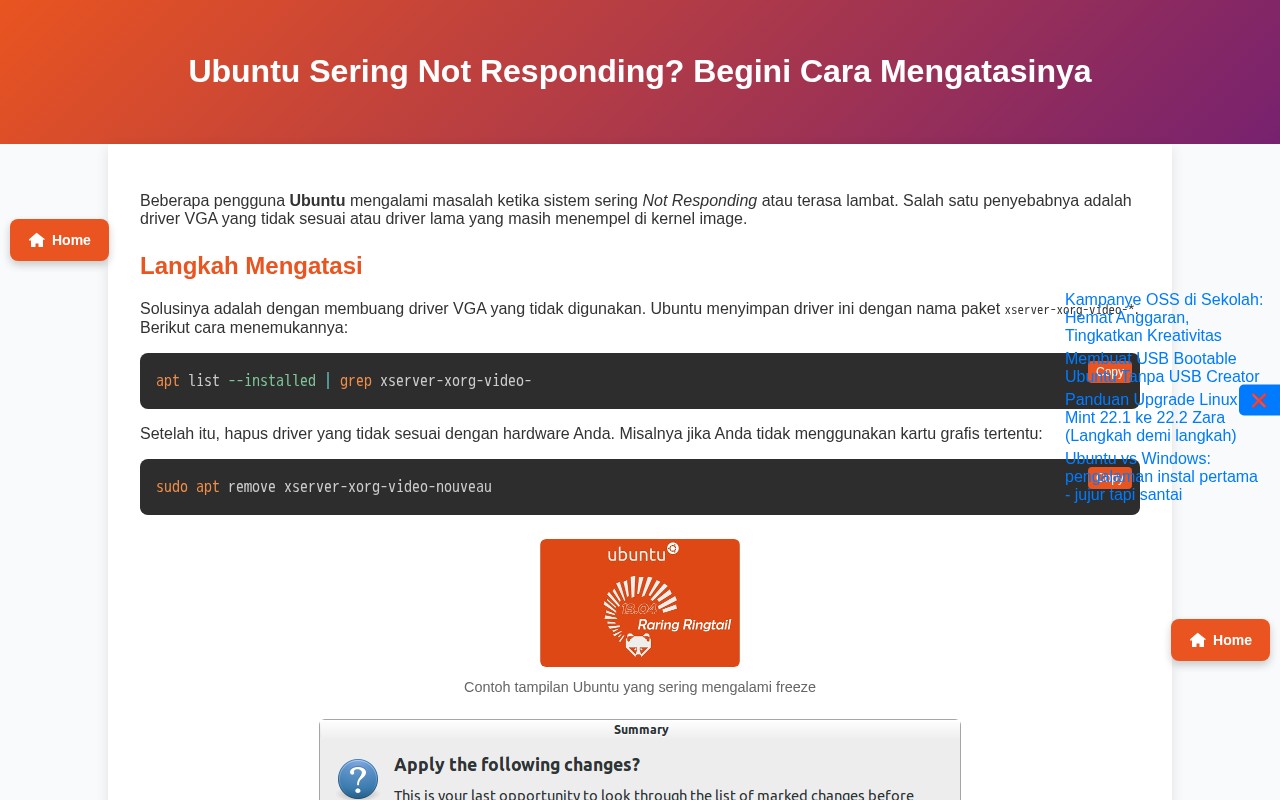 Ubuntu Sering Not Responding? Begini Cara Mengatasinya
Home
Beberapa pengguna Ubuntu mengalami masalah ketika sistem sering Not Responding atau terasa lambat. Salah satu penyebabnya adalah
driver VGA yang tidak sesuai atau driver lama yang masih menempel di kernel image.
Langkah Mengatasi
Solusinya adalah dengan membuang driver VGA yang tidak digunakan. Ubuntu menyimpan driver ini dengan nama paket xserver-xorg-video-*.
Berikut cara menemukannya:
apt list --installed | grep xserver-xorg-video-
Copy
Setelah itu, hapus driver yang tidak sesuai dengan hardware Anda. Misalnya jika Anda tidak menggunakan kartu grafis tertentu:
sudo apt remove xserver-xorg-video-nouveau
Copy
Kampanye OSS di Sekolah:
Hemat Anggaran,
Tingkatkan Kreativitas
Membuat USB Bootable
Ubuntu Tanpa USB Creator
Panduan Upgrade Linux
Mint 22.1 ke 22.2 Zara
(Langkah demi langkah)
Ubuntu vs Windows:
pengalaman instal pertama
- jujur tapi santai
ubuntu
13.04
Raring Ringtail
Home
Contoh tampilan Ubuntu yang sering mengalami freeze
Summary
Apply the following changes?
This is your last opportunity to look through the list of marked changes before